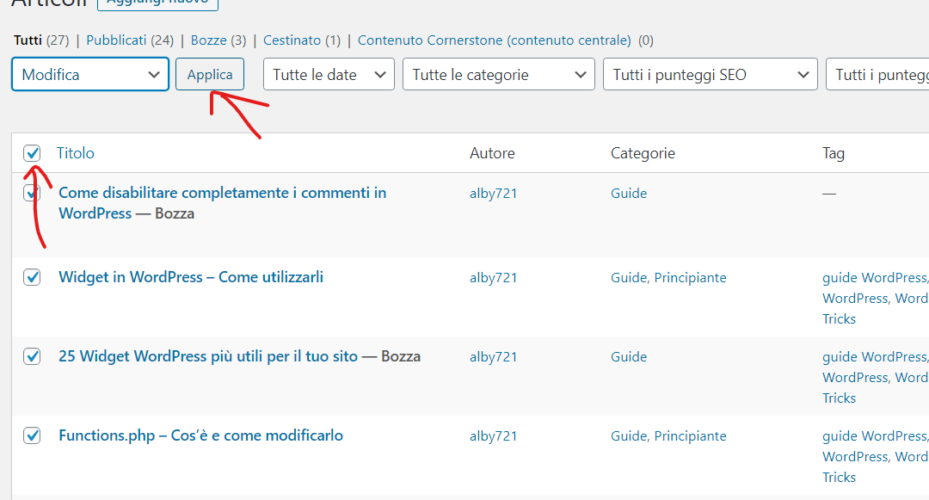 Articoli Aggiungi nuovo
Tutti (27) | Pubblicati (24) | Bozze (3) | Cestinato (1) | Contenuto Cornerstone (contenuto centrale) (0)
Modifica Applica Tutte le date Tutte le categorie Tutti i punteggi SEO Tutti i
Titolo Autore Categorie Tag
Come disabilitare completamente i commenti in alby721 Guide —
WordPress — Bozza
Widget in WordPress – Come utilizzarli alby721 Guide, Principiante guide WordPress,
WordPress, Word
Tricks
25 Widget WordPress più utili per il tuo sito — Bozza alby721 Guide guide WordPress,
WordPress, Word
Tricks
Functions.php – Cos'è e come modificarlo alby721 Guide, Principiante guide WordPress,
WordPress, Word
Tricks